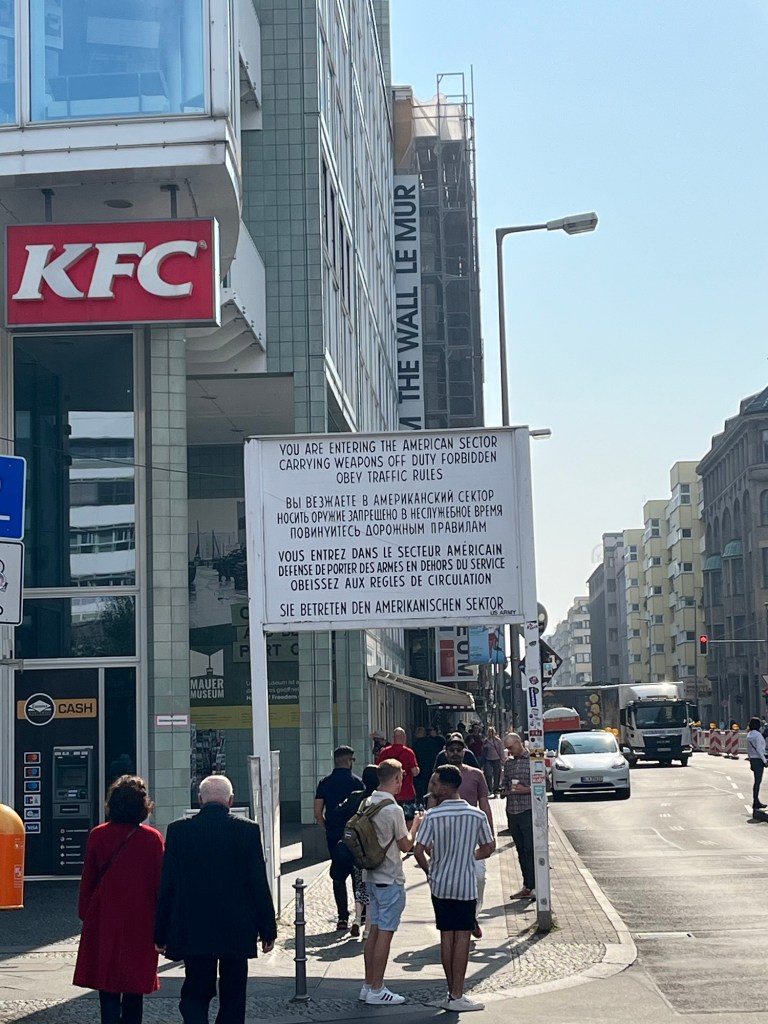 KFC
M THE WALL LE MUR
YOU ARE ENTERING THE AMERICAN SECTOR
CARRYING WEAPONS OFF DUTY FORBIDDEN
OBEY TRAFFIC RULES
ВЫ ВЕЗЖАЕТЕ В АМЕРИКАНСКИЙ СЕКТОР
НОСИТЬ ОРУЖИЕ ЗАПРЕЩЕНО В НЕСЛУЖЕБНОЕ ВРЕМЯ
ПОВИНУИТЕСЬ ДОРОЖНЫМ ПРАВИЛАМ
VOUS ENTREZ DANS LE SECTEUR AMÉRICAIN
DEFENSE DE PORTER DES ARMES EN DEHORS DU SERVICE
OBEISSEZ AUX REGLES DE CIRCULATION
SIE BETRETEN DEN AMERIKANISCHEN SEKTOR
US ARMY
MAUER
MUSEUM
CASH